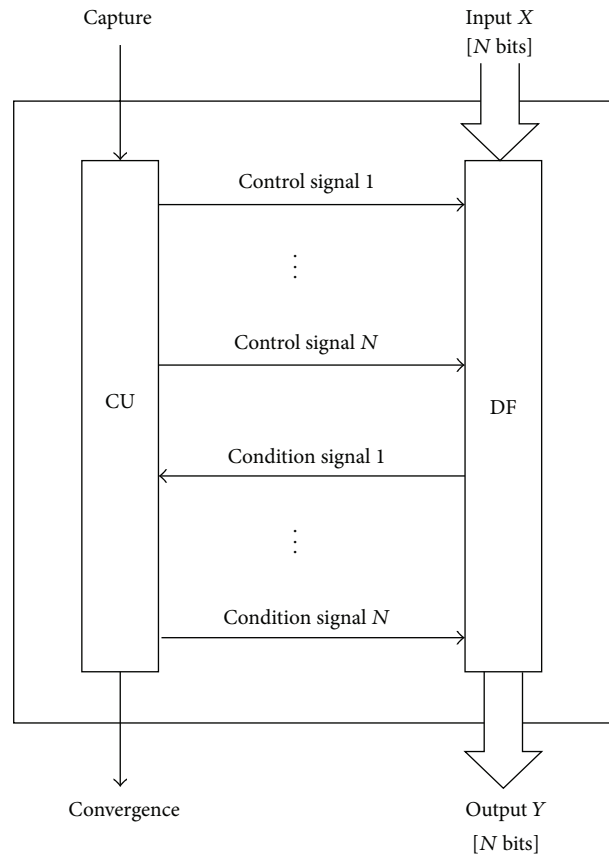 Capture
Input X
[N bits]
Control signal 1
⋮
Control signal N
CU
DF
Condition signal 1
⋮
Condition signal N
Convergence
Output Y
[N bits]